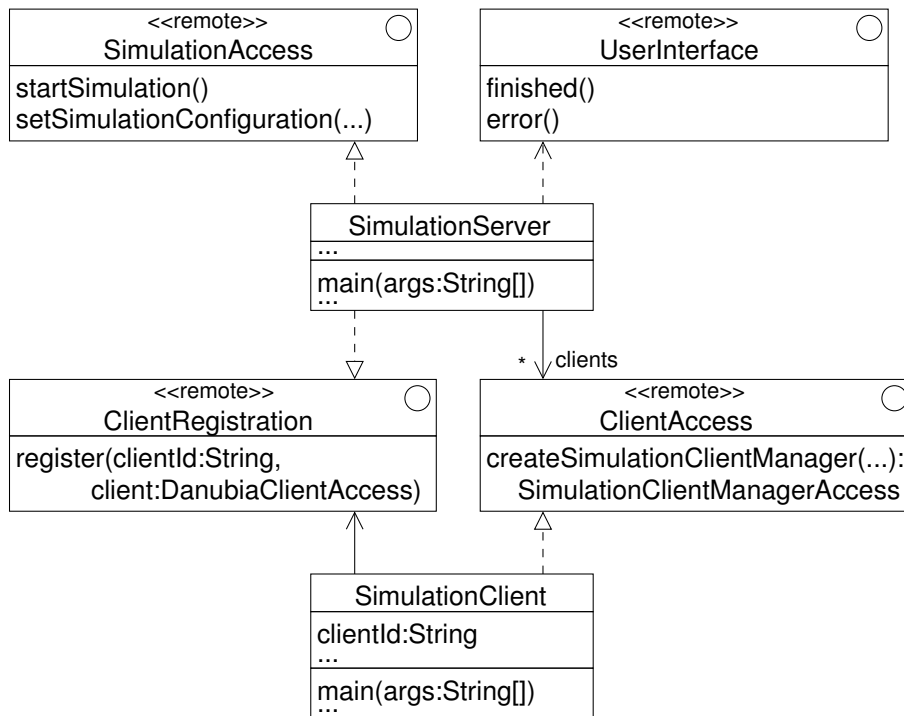 <<remote>>
SimulationAccess
startSimulation()
setSimulationConfiguration(...)
<<remote>>
UserInterface
finished()
error()
SimulationServer
...
main(args:String[])
...
* clients
<<remote>>
ClientRegistration
register(clientId:String,
client:DanubiaClientAccess)
<<remote>>
ClientAccess
createSimulationClientManager(...):
SimulationClientManagerAccess
SimulationClient
clientId:String
...
main(args:String[])
...